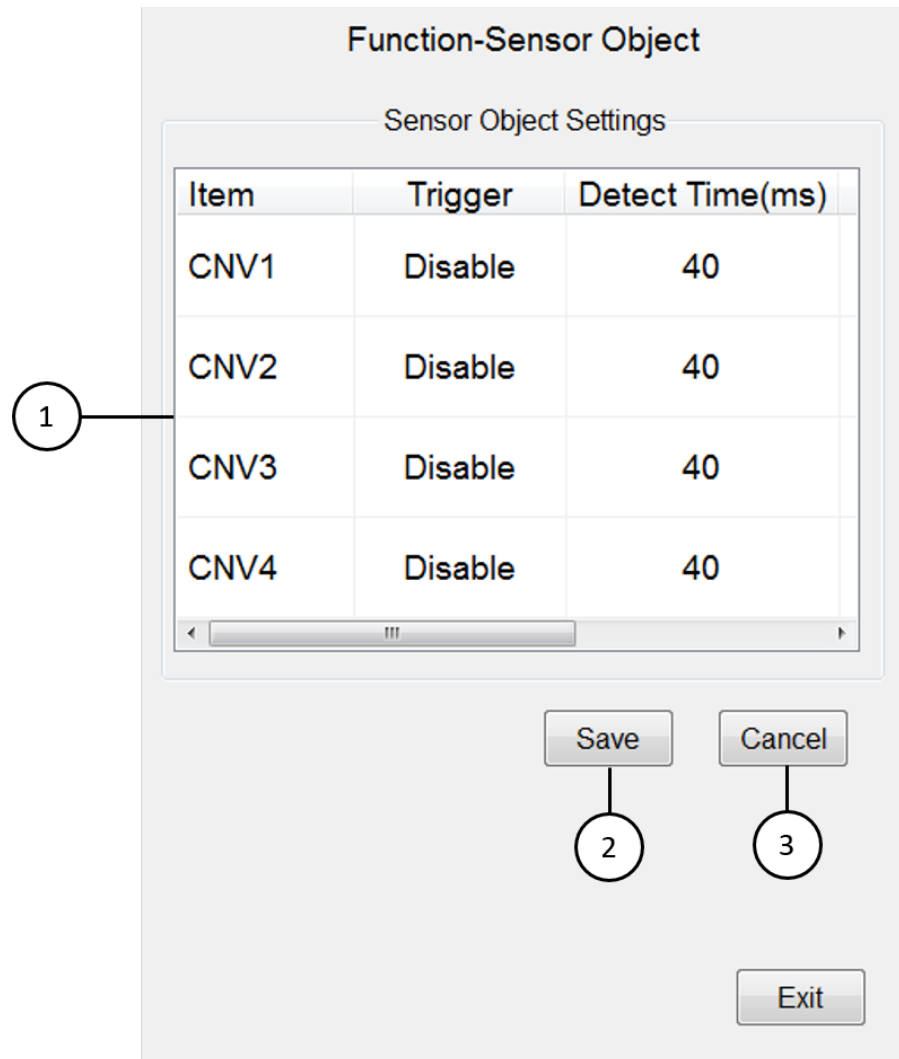 Function-Sensor Object
Sensor Object Settings
Item Trigger Detect Time(ms)
CNV1 Disable 40
CNV2 Disable 40
1
CNV3 Disable 40
CNV4 Disable 40
Save Cancel
2 3
Exit